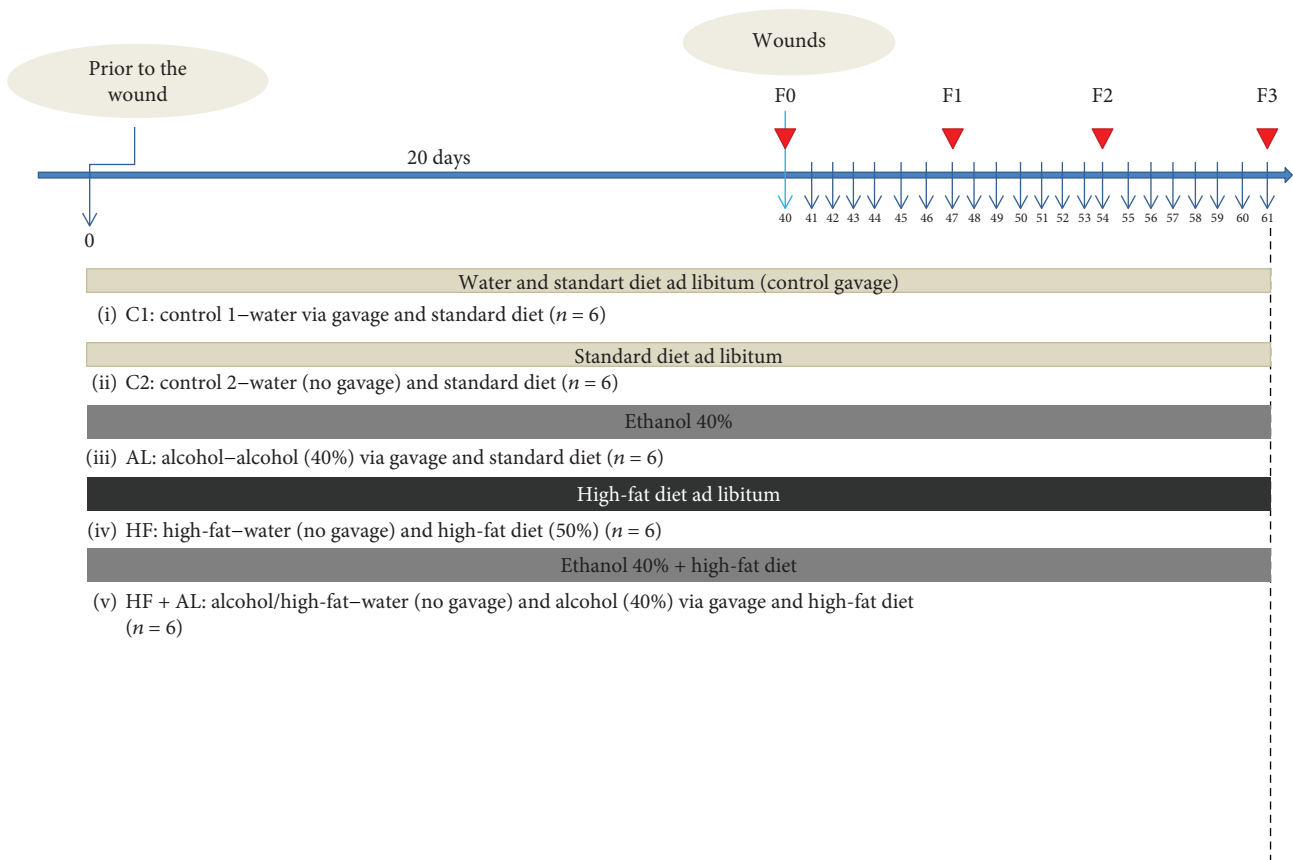 Wounds
Prior to the
wound
F0 F1 F2 F3
20 days
40 41 42 43 44 45 46 47 48 49 50 51 52 53 54 55 56 57 58 59 60 61
0
Water and standart diet ad libitum (control gavage)
(i) C1: control 1−water via gavage and standard diet (n = 6)
Standard diet ad libitum
(ii) C2: control 2−water (no gavage) and standard diet (n = 6)
Ethanol 40%
(iii) AL: alcohol−alcohol (40%) via gavage and standard diet (n = 6)
High-fat diet ad libitum
(iv) HF: high-fat−water (no gavage) and high-fat diet (50%) (n = 6)
Ethanol 40% + high-fat diet
(v) HF + AL: alcohol/high-fat−water (no gavage) and alcohol (40%) via gavage and high-fat diet
(n = 6)